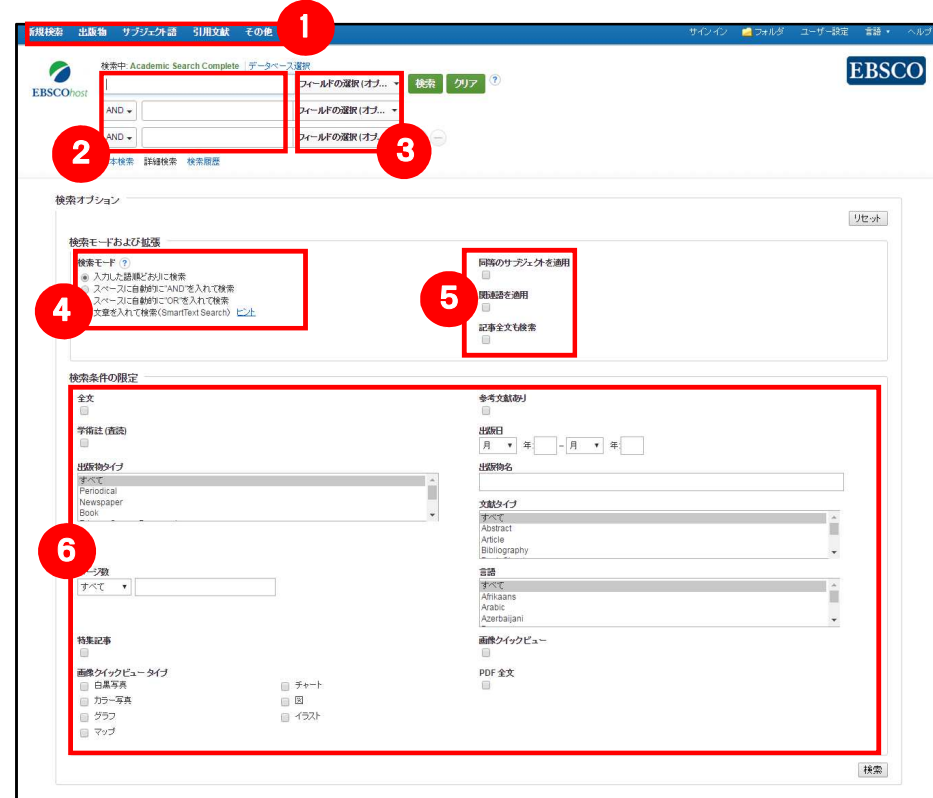 新規検索 出版物 サブジェクト語 引用文献 その他 1 サインイン フォルダ ユーザー設定 言語 ヘルプ
検索中: Academic Search Complete データベース選択
EBSCOhost
EBSCO
フィールドの選択 (オプ... 検索 クリア ?
AND フィールドの選択 (オプ...
AND フィールドの選択 (オプ
2
3
本検索 詳細検索 検索履歴
検索オプション
リセット
検索モードおよび拡張
検索モード ?
入力した語順どおりに検索
スペースに自動的に"AND"を入れて検索
スペースに自動的に"OR"を入れて検索
文章を入れて検索(SmartText Search) ヒント
4
同等のサブジェクトを適用
関連語を適用
記事全文も検索
5
検索条件の限定
全文
参考文献あり
学術誌 (査読)
出版日
月 年: – 月 年:
出版物タイプ
すべて
Periodical
Newspaper
Book
出版物名
文献タイプ
すべて
Abstract
Article
Bibliography
6
ページ数
すべて
言語
すべて
Afrikaans
Arabic
Azerbaijani
特集記事
画像クイックビュー
画像クイックビュー タイプ
白黒写真 チャート
カラー写真 図
グラフ イラスト
マップ
PDF 全文
検索